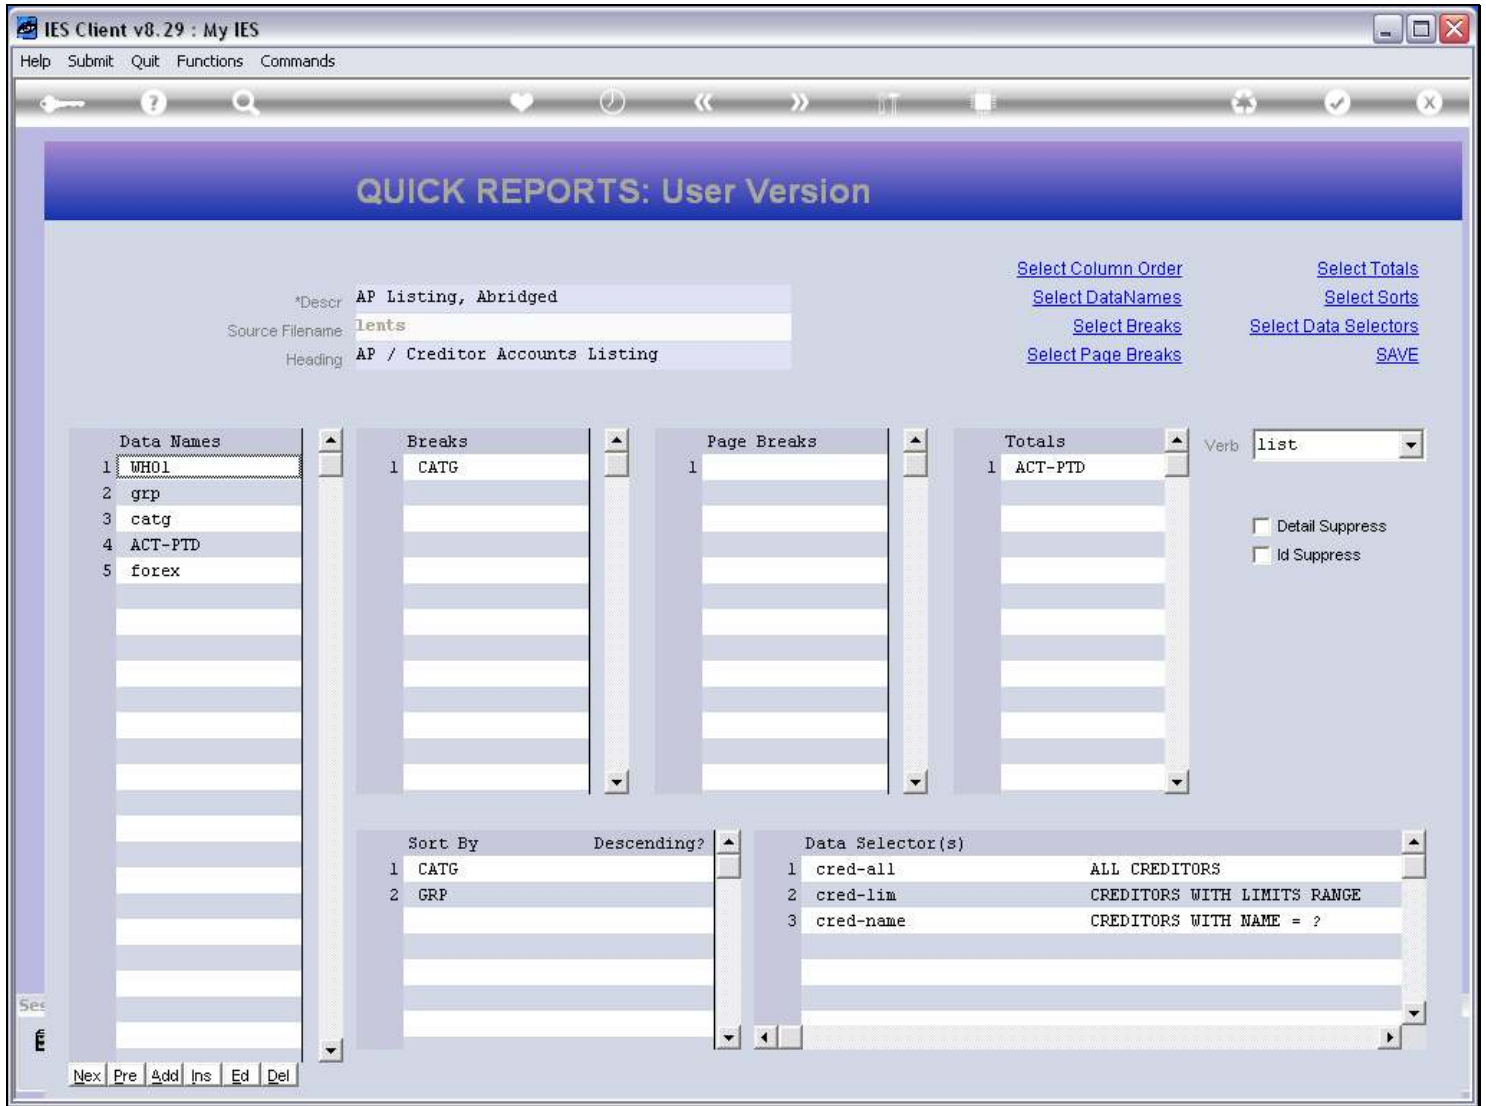 IES Client v8.29 : My IES
Help Submit Quit Functions Commands
QUICK REPORTS: User Version
Select Column Order Select Totals
*Descr AP Listing, Abridged Select DataNames Select Sorts
Source Filename lents Select Breaks Select Data Selectors
Heading AP / Creditor Accounts Listing Select Page Breaks SAVE
Data Names Breaks Page Breaks Totals Verb list
1 WHO1 1 CATG 1 1 ACT-PTD
2 grp
3 catg Detail Suppress
4 ACT-PTD Id Suppress
5 forex
Sort By Descending? Data Selector(s)
1 CATG 1 cred-all ALL CREDITORS
2 GRP 2 cred-lim CREDITORS WITH LIMITS RANGE
3 cred-name CREDITORS WITH NAME = ?
Ses
Nex Pre Add Ins Ed Del